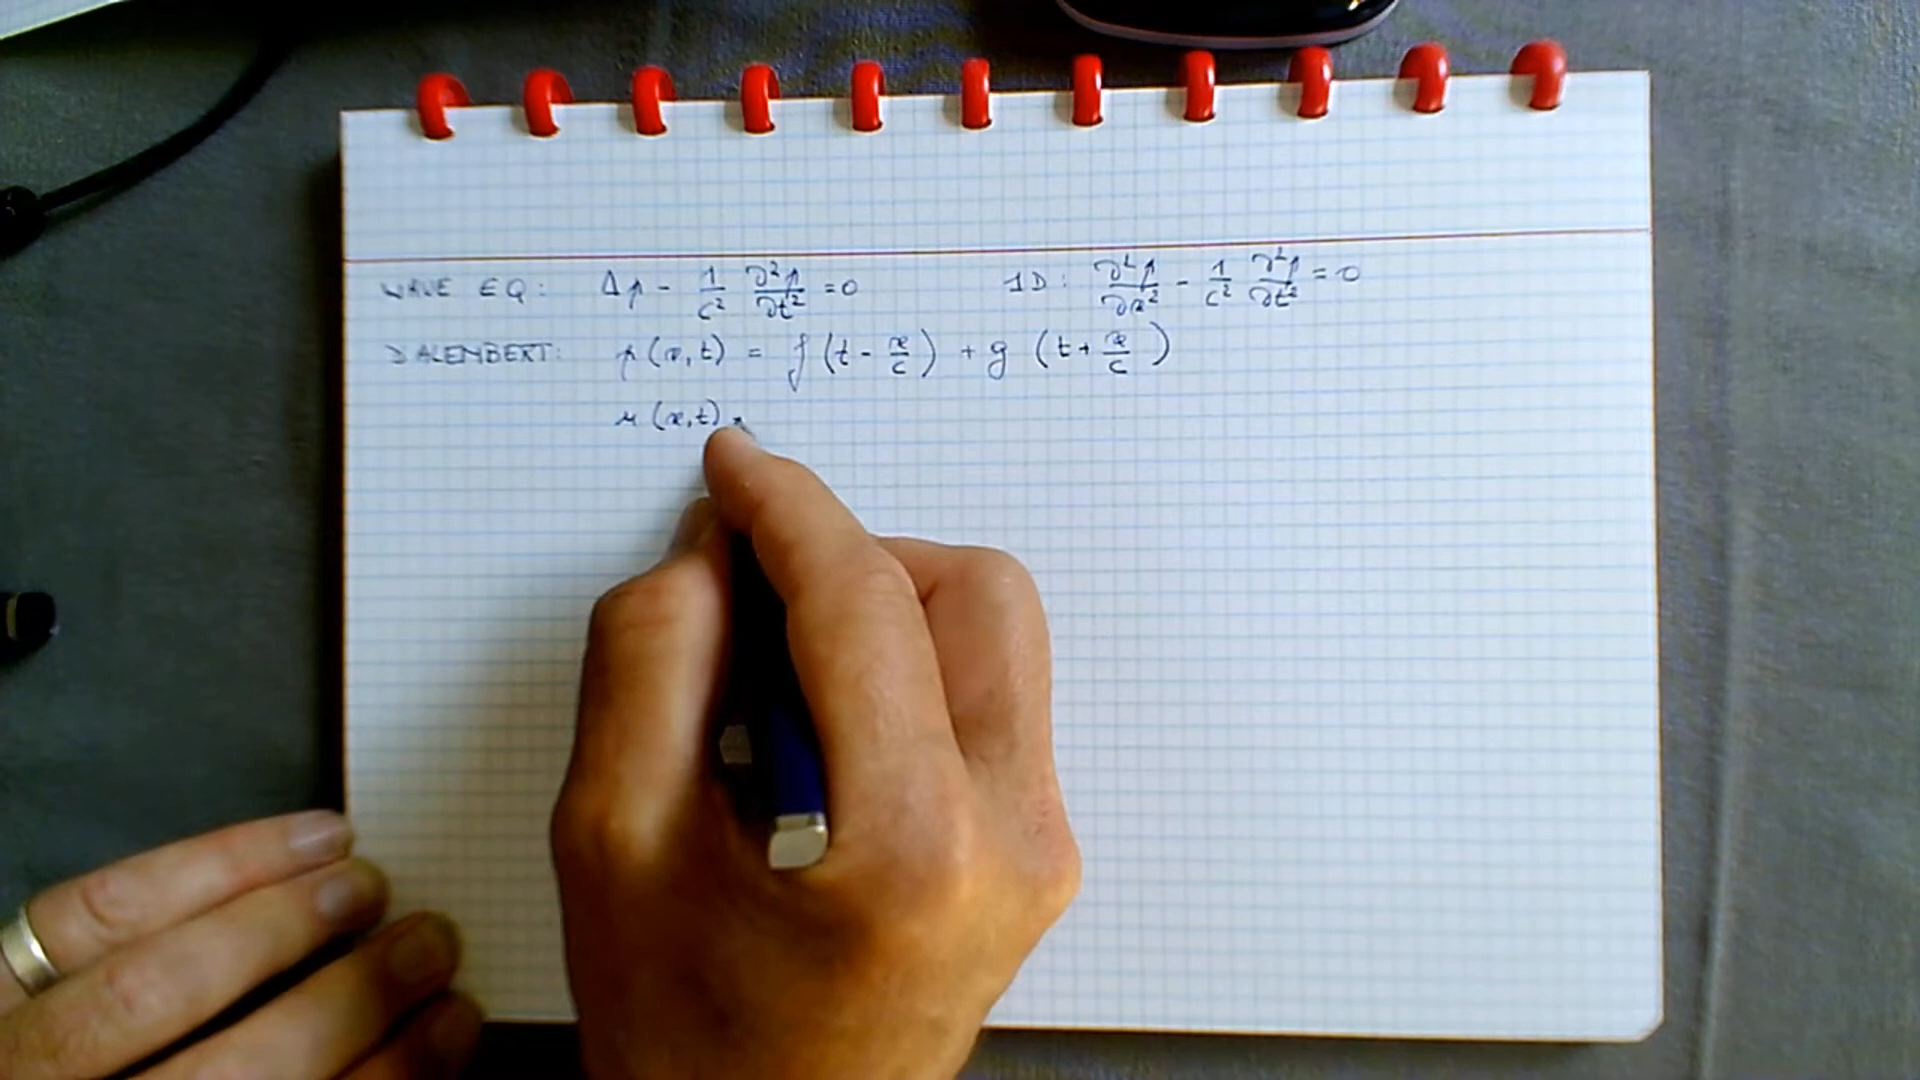 WAVE EQ: Δp - 1/c² ∂²p/∂t² = 0 1D: ∂²p/∂x² - 1/c² ∂²p/∂t² = 0
DALEMBERT: p(x,t) = f(t - x/c) + g(t + x/c)
u(x,t)